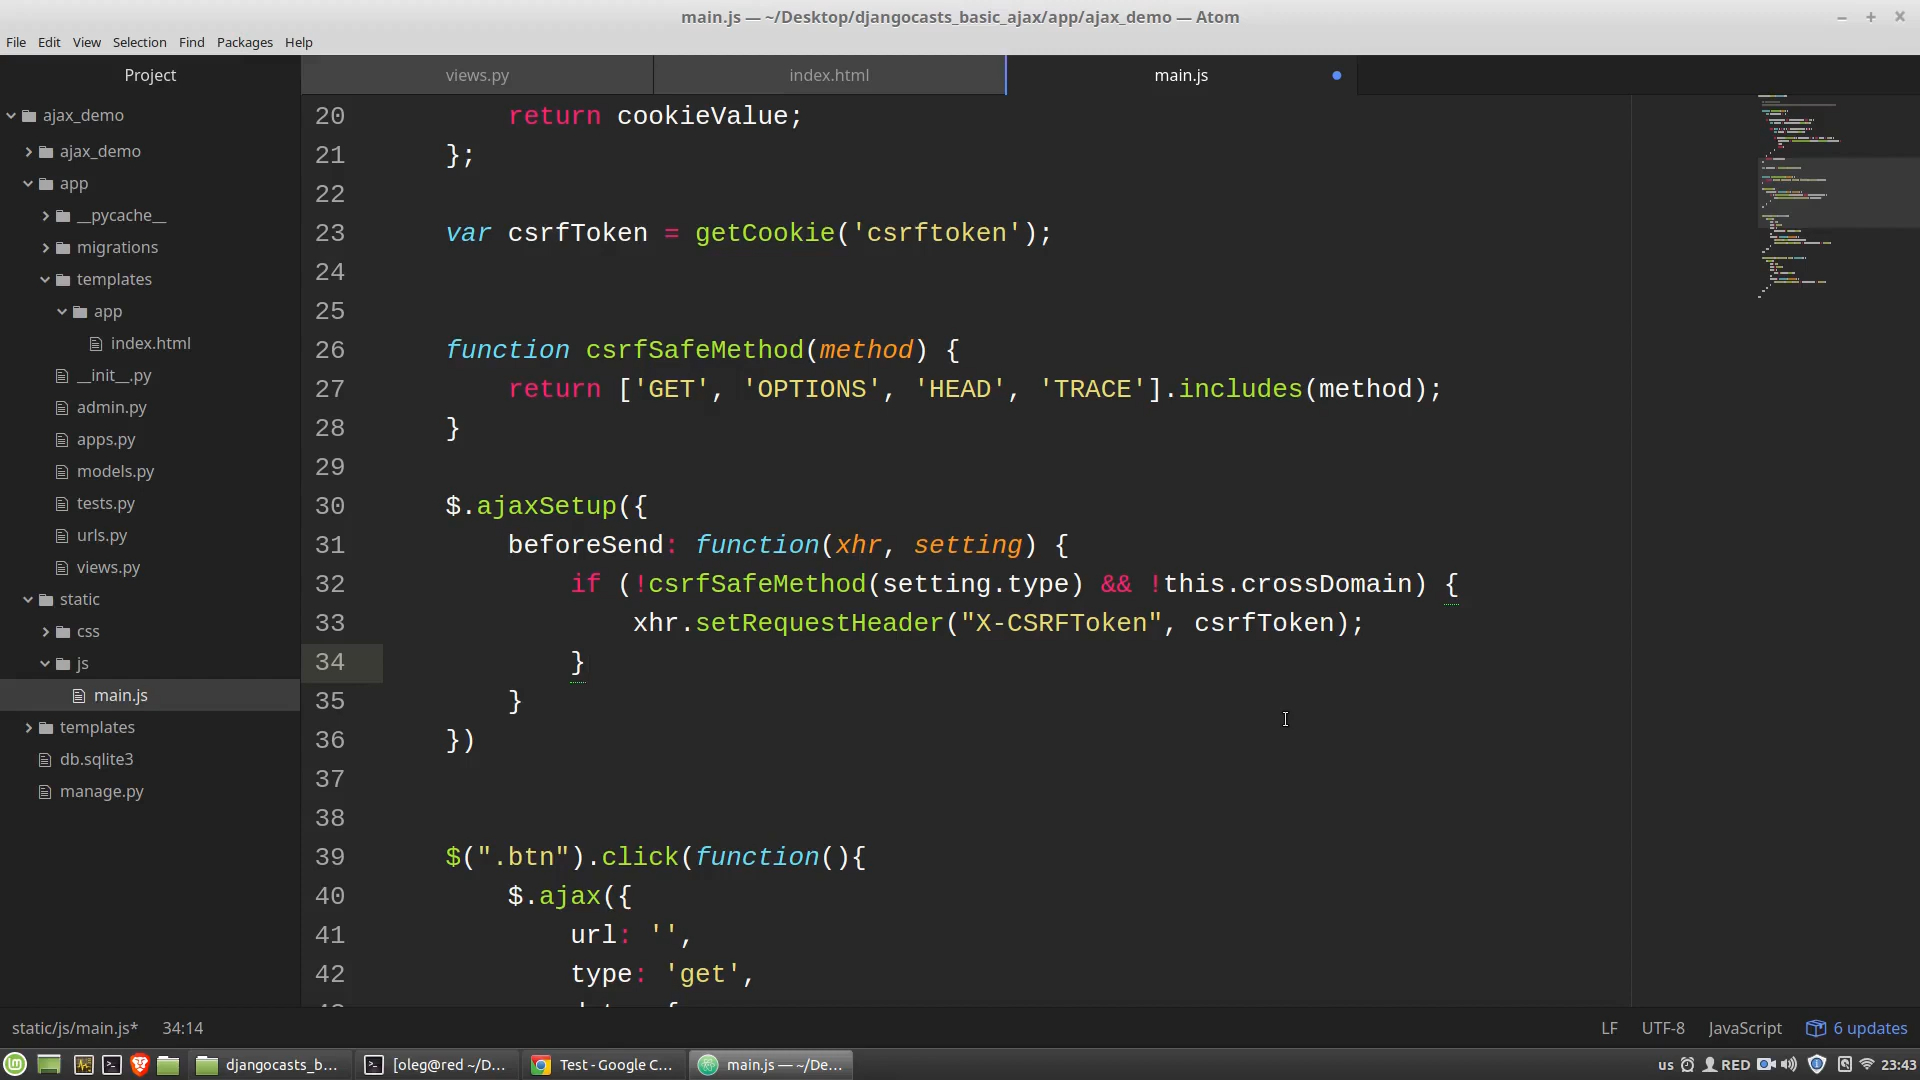 main.js — ~/Desktop/djangocasts_basic_ajax/app/ajax_demo — Atom
File Edit View Selection Find Packages Help
Project
views.py
index.html
main.js
ajax_demo
ajax_demo
app
__pycache__
migrations
templates
app
index.html
__init__.py
admin.py
apps.py
models.py
tests.py
urls.py
views.py
static
css
js
main.js
templates
db.sqlite3
manage.py
20 return cookieValue;
21 };
22
23 var csrfToken = getCookie('csrftoken');
24
25
26 function csrfSafeMethod(method) {
27 return ['GET', 'OPTIONS', 'HEAD', 'TRACE'].includes(method);
28 }
29
30 $.ajaxSetup({
31 beforeSend: function(xhr, setting) {
32 if (!csrfSafeMethod(setting.type) && !this.crossDomain) {
33 xhr.setRequestHeader("X-CSRFToken", csrfToken);
34 }
35 }
36 })
37
38
39 $(".btn").click(function(){
40 $.ajax({
41 url: '',
42 type: 'get',
static/js/main.js* 34:14 LF UTF-8 JavaScript 6 updates
djangocasts_b... [oleg@red ~/D... Test - Google C... main.js — ~/De... us RED 23:43